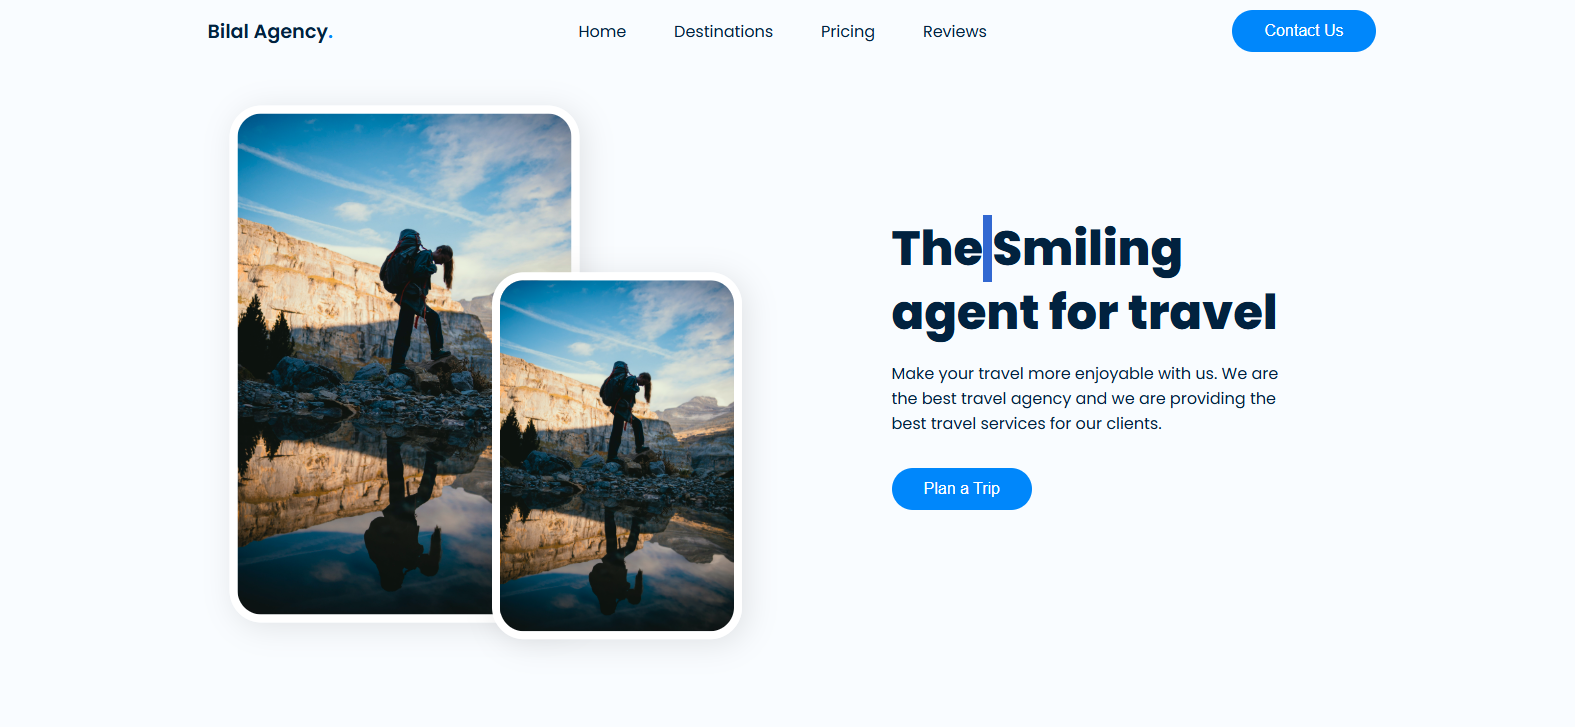 Bilal Agency.
Home
Destinations
Pricing
Reviews
Contact Us
The Smiling
agent for travel
Make your travel more enjoyable with us. We are
the best travel agency and we are providing the
best travel services for our clients.
Plan a Trip